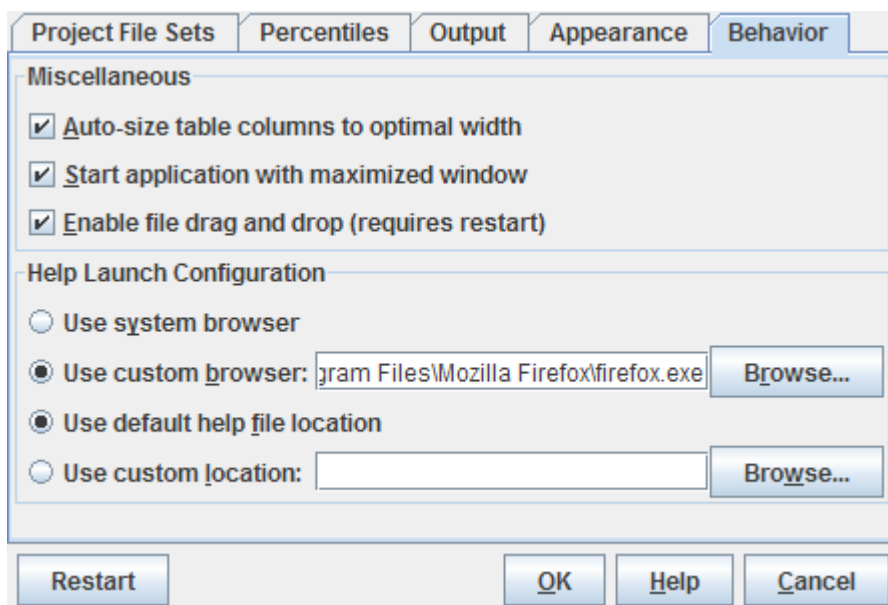 Project File Sets Percentiles Output Appearance Behavior
Miscellaneous
Auto-size table columns to optimal width
Start application with maximized window
Enable file drag and drop (requires restart)
Help Launch Configuration
Use system browser
Use custom browser: gram Files\Mozilla Firefox\firefox.exe Browse...
Use default help file location
Use custom location: Browse...
Restart OK Help Cancel